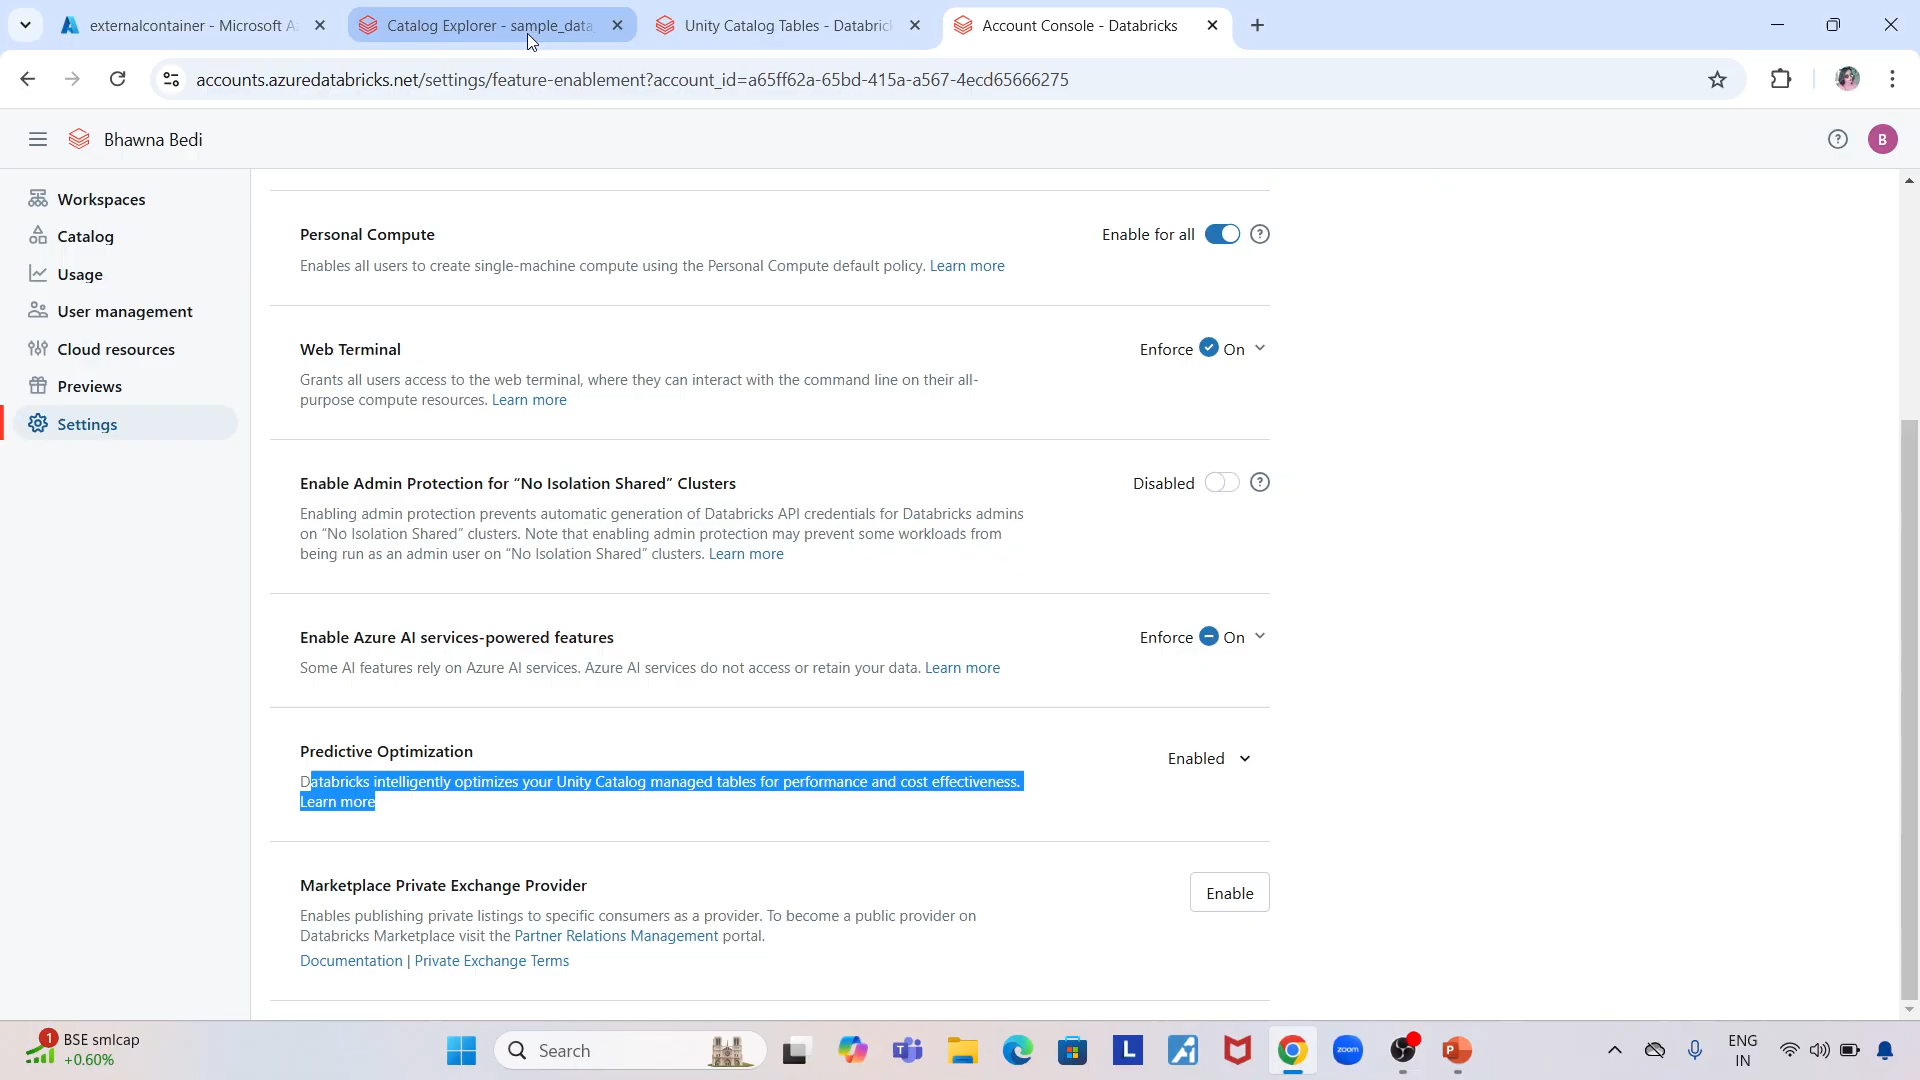 externalcontainer - Microsoft A
Catalog Explorer - sample_data
Unity Catalog Tables - Databric
Account Console - Databricks
accounts.azuredatabricks.net/settings/feature-enablement?account_id=a65ff62a-65bd-415a-a567-4ecd65666275
Bhawna Bedi
B
Workspaces
Catalog
Usage
User management
Cloud resources
Previews
Settings
Personal Compute
Enable for all
Enables all users to create single-machine compute using the Personal Compute default policy. Learn more
Web Terminal
Enforce On
Grants all users access to the web terminal, where they can interact with the command line on their all-
purpose compute resources. Learn more
Enable Admin Protection for “No Isolation Shared” Clusters
Disabled
Enabling admin protection prevents automatic generation of Databricks API credentials for Databricks admins
on “No Isolation Shared” clusters. Note that enabling admin protection may prevent some workloads from
being run as an admin user on “No Isolation Shared” clusters. Learn more
Enable Azure AI services-powered features
Enforce On
Some AI features rely on Azure AI services. Azure AI services do not access or retain your data. Learn more
Predictive Optimization
Enabled
Databricks intelligently optimizes your Unity Catalog managed tables for performance and cost effectiveness.
Learn more
Marketplace Private Exchange Provider
Enable
Enables publishing private listings to specific consumers as a provider. To become a public provider on
Databricks Marketplace visit the Partner Relations Management portal.
Documentation | Private Exchange Terms
1
BSE smlcap
+0.60%
Search
L
zoom
P
ENG
IN